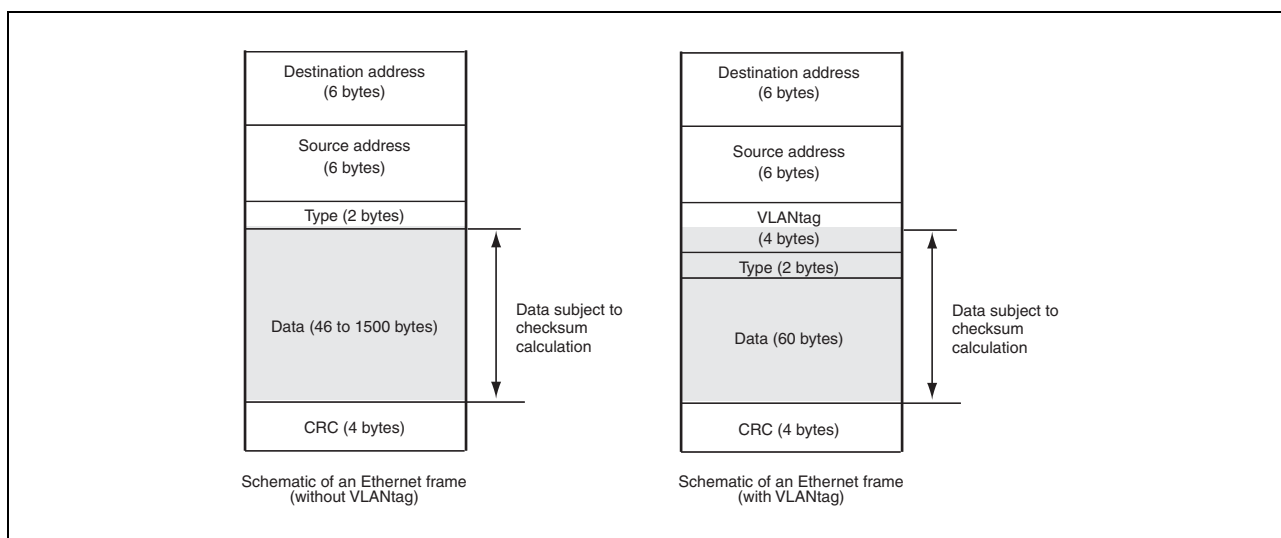 Destination address
(6 bytes)
Source address
(6 bytes)
Type (2 bytes)
Data (46 to 1500 bytes)
CRC (4 bytes)
Data subject to
checksum
calculation
Schematic of an Ethernet frame
(without VLANtag)
Destination address
(6 bytes)
Source address
(6 bytes)
VLANtag
(4 bytes)
Type (2 bytes)
Data (60 bytes)
CRC (4 bytes)
Data subject to
checksum
calculation
Schematic of an Ethernet frame
(with VLANtag)